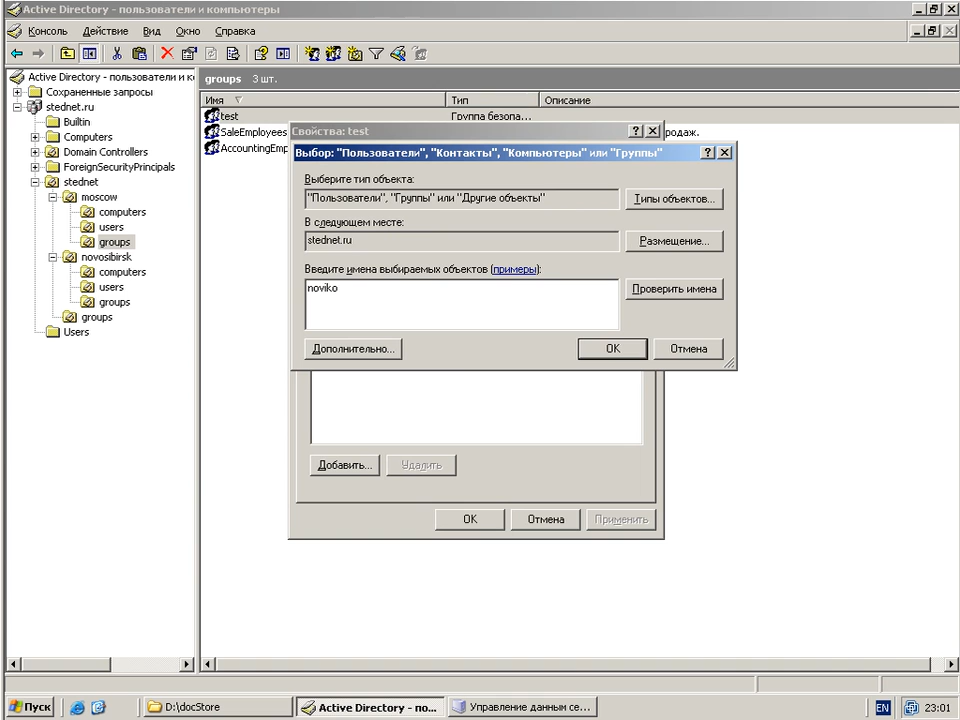 Active Directory - пользователи и компьютеры
Консоль Действие Вид Окно Справка
Active Directory - пользователи и к
Сохраненные запросы
stednet.ru
Builtin
Computers
Domain Controllers
ForeignSecurityPrincipals
stednet
moscow
computers
users
groups
novosibirsk
computers
users
groups
groups
Users
groups 3 шт.
Имя Тип Описание
test Группа безопа...
SaleEmployees родаж.
AccountingEmp
Свойства: test
Выбор: "Пользователи", "Контакты", "Компьютеры" или "Группы"
Выберите тип объекта:
"Пользователи", "Группы" или "Другие объекты" Типы объектов...
В следующем месте:
stednet.ru Размещение...
Введите имена выбираемых объектов (примеры):
noviko Проверить имена
Дополнительно... OK Отмена
Добавить... Удалить
OK Отмена Применить
Пуск D:\docStore Active Directory - по... Управление данным се... EN 23:01